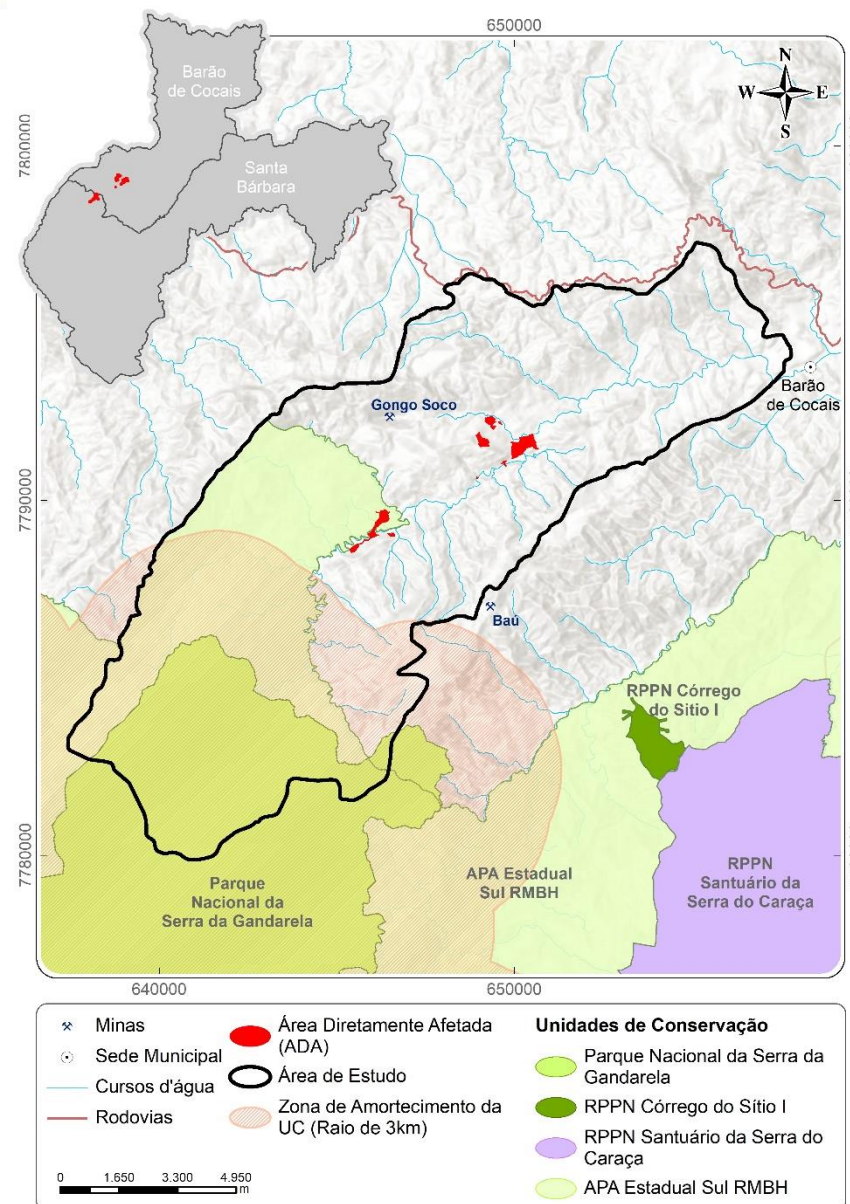 650000
Barão
de Cocais
N
W
E
S
7800000
Santa
Bárbara
Gongo Soco
Barão
de Cocais
7790000
Baú
RPPN Córrego
do Sitio I
7780000
Parque
Nacional da
Serra da Gandarela
APA Estadual
Sul RMBH
RPPN
Santuário da
Serra do Caraça
640000
650000
Minas
Sede Municipal
Cursos d'água
Rodovias
0 1.650 3.300 4.950
m
Área Diretamente Afetada
(ADA)
Área de Estudo
Zona de Amortecimento da
UC (Raio de 3km)
Unidades de Conservação
Parque Nacional da Serra da
Gandarela
RPPN Córrego do Sítio I
RPPN Santuário da Serra do
Caraça
APA Estadual Sul RMBH